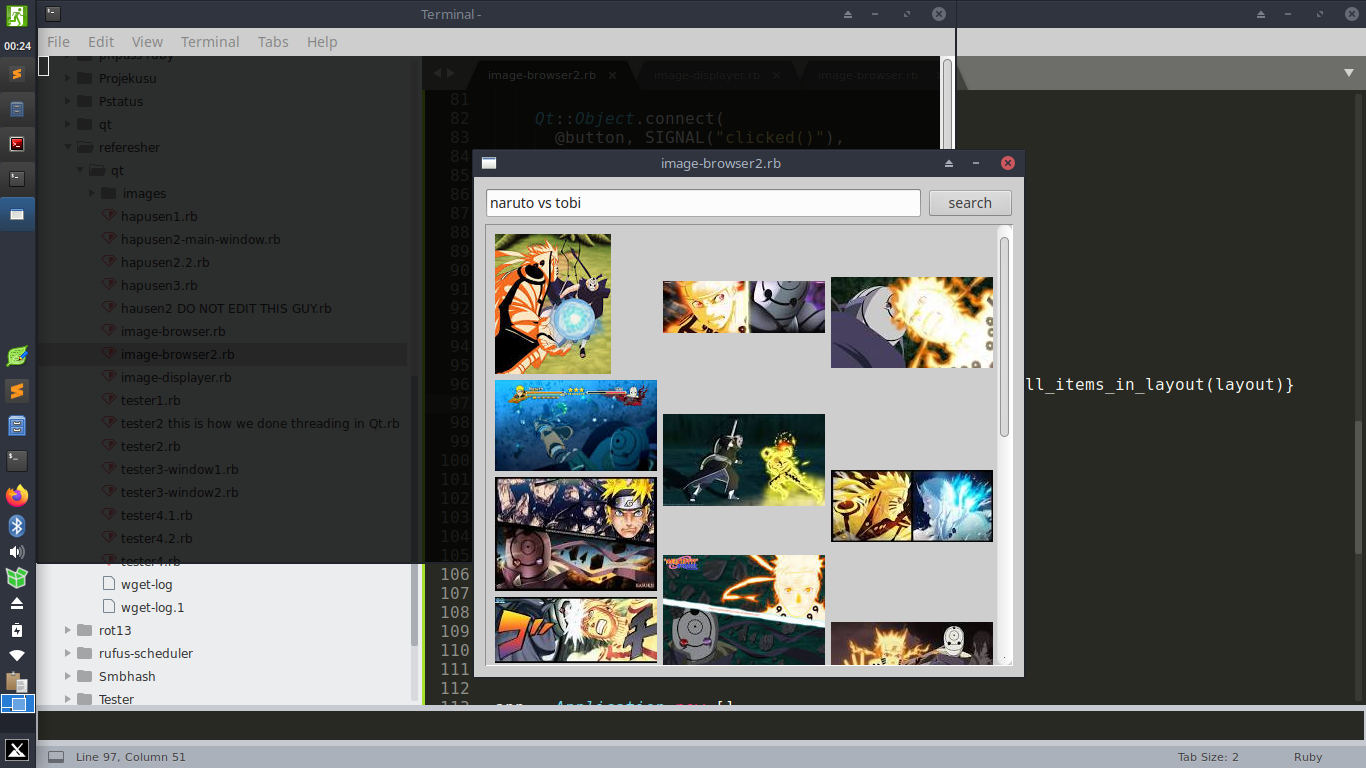 Terminal -
00:24
File Edit View Terminal Tabs Help
phpass-ruby
Projekusu
Pstatus
qt
referesher
qt
images
hapusen1.rb
hapusen2-main-window.rb
hapusen2.2.rb
hapusen3.rb
hausen2 DO NOT EDIT THIS GUY.rb
image-browser.rb
image-browser2.rb
image-displayer.rb
tester1.rb
tester2 this is how we done threading in Qt.rb
tester2.rb
tester3-window1.rb
tester3-window2.rb
tester4.1.rb
tester4.2.rb
tester4.rb
wget-log
wget-log.1
rot13
rufus-scheduler
Smbhash
Tester
image-browser2.rb × image-displayer.rb × image-browser.rb
81
82 Qt::Object.connect(
83 @button, SIGNAL("clicked()"),
84
85
86
87
88
89
90
91
92
93
94
95
96 ll_items_in_layout(layout)}
97
98
99
100
101
102
103
104
105
106
107
108
109
110
111
112
113 app = Application.new []
image-browser2.rb
naruto vs tobi
search
Line 97, Column 51
Tab Size: 2
Ruby